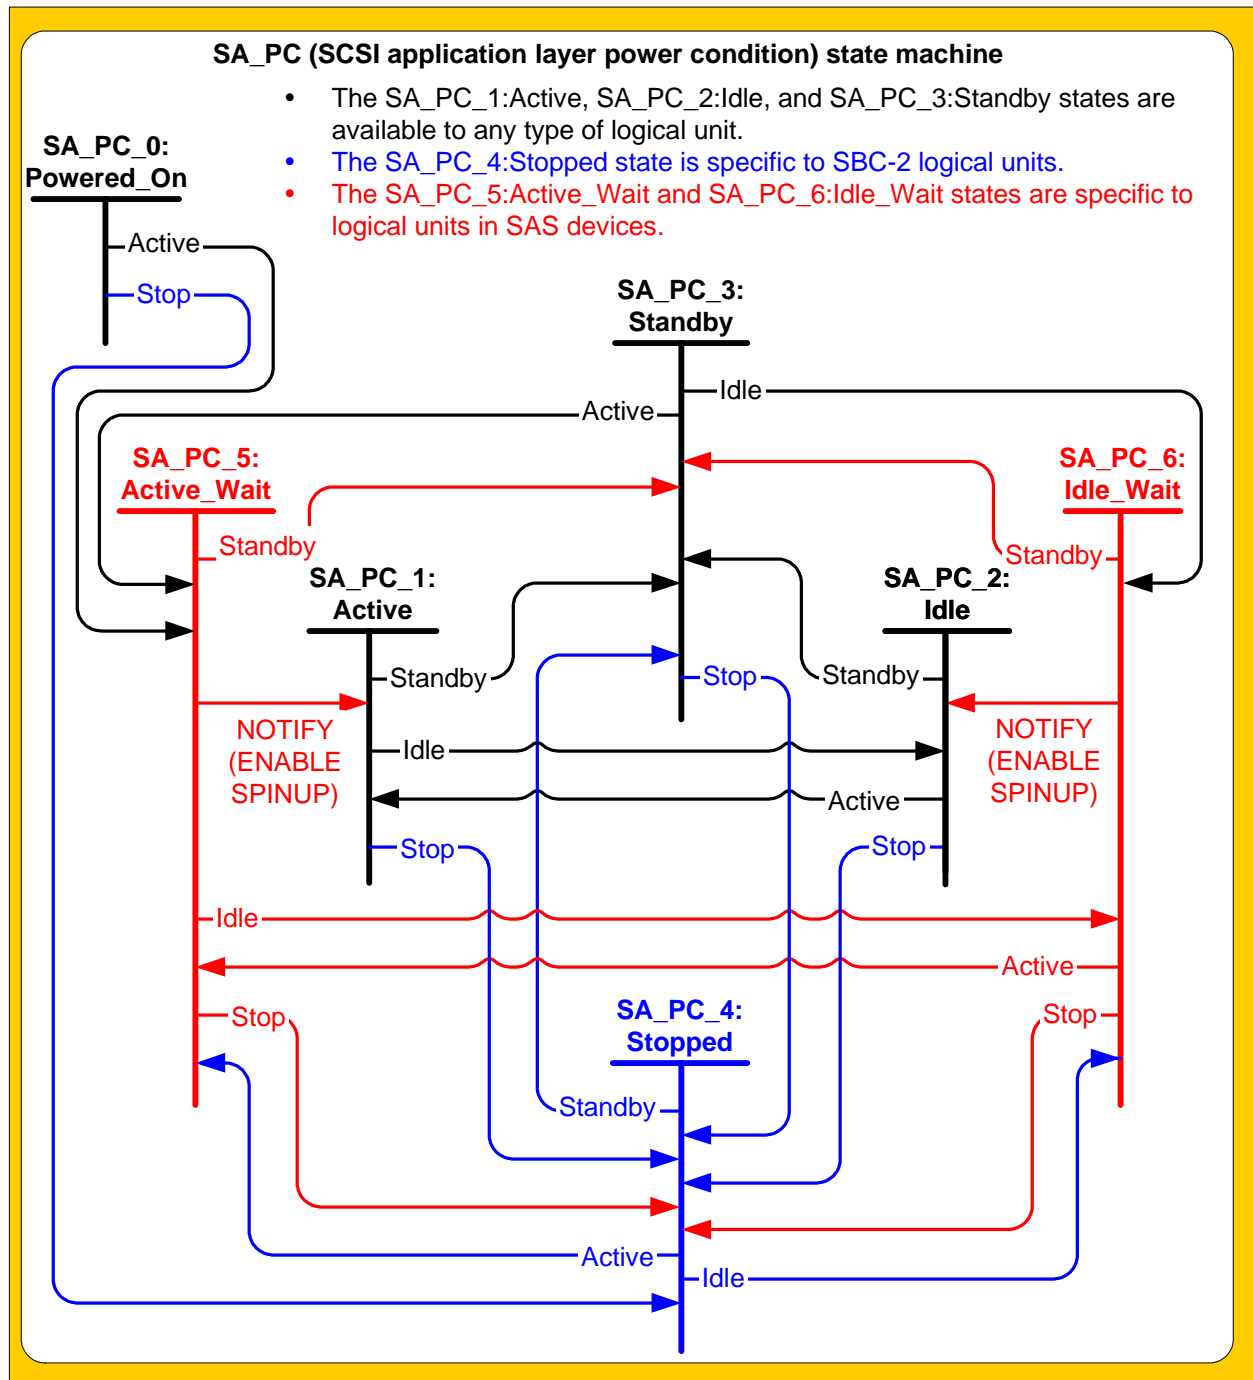 SA_PC (SCSI application layer power condition) state machine
• The SA_PC_1:Active, SA_PC_2:Idle, and SA_PC_3:Standby states are
available to any type of logical unit.
• The SA_PC_4:Stopped state is specific to SBC-2 logical units.
• The SA_PC_5:Active_Wait and SA_PC_6:Idle_Wait states are specific to
logical units in SAS devices.
SA_PC_0:
Powered_On
Active
Stop
SA_PC_3:
Standby
Idle
Active
SA_PC_5:
Active_Wait
SA_PC_6:
Idle_Wait
Standby
Standby
SA_PC_1:
Active
SA_PC_2:
Idle
Standby
Stop
Standby
NOTIFY
(ENABLE
SPINUP)
NOTIFY
(ENABLE
SPINUP)
Idle
Active
Stop
Stop
Idle
Active
Stop
SA_PC_4:
Stopped
Stop
Standby
Active
Idle